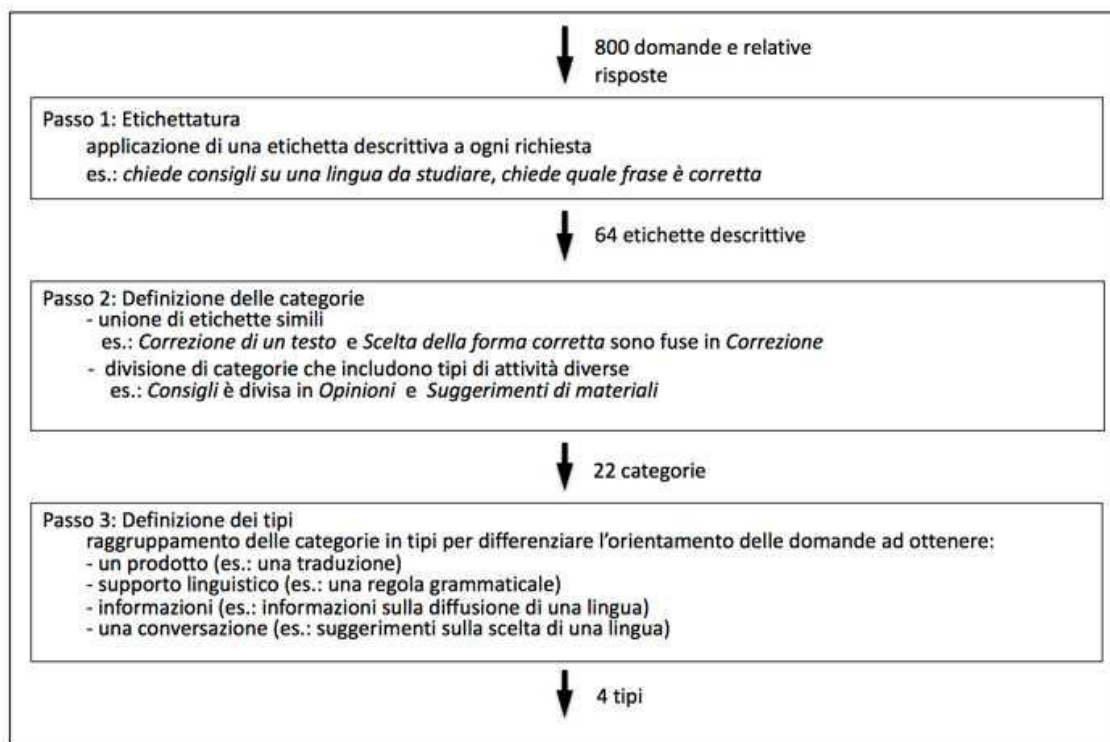 800 domande e relative
risposte
Passo 1: Etichettatura
applicazione di una etichetta descrittiva a ogni richiesta
es.: chiede consigli su una lingua da studiare, chiede quale frase è corretta
64 etichette descrittive
Passo 2: Definizione delle categorie
- unione di etichette simili
es.: Correzione di un testo e Scelta della forma corretta sono fuse in Correzione
- divisione di categorie che includono tipi di attività diverse
es.: Consigli è divisa in Opinioni e Suggerimenti di materiali
22 categorie
Passo 3: Definizione dei tipi
raggruppamento delle categorie in tipi per differenziare l'orientamento delle domande ad ottenere:
- un prodotto (es.: una traduzione)
- supporto linguistico (es.: una regola grammaticale)
- informazioni (es.: informazioni sulla diffusione di una lingua)
- una conversazione (es.: suggerimenti sulla scelta di una lingua)
4 tipi